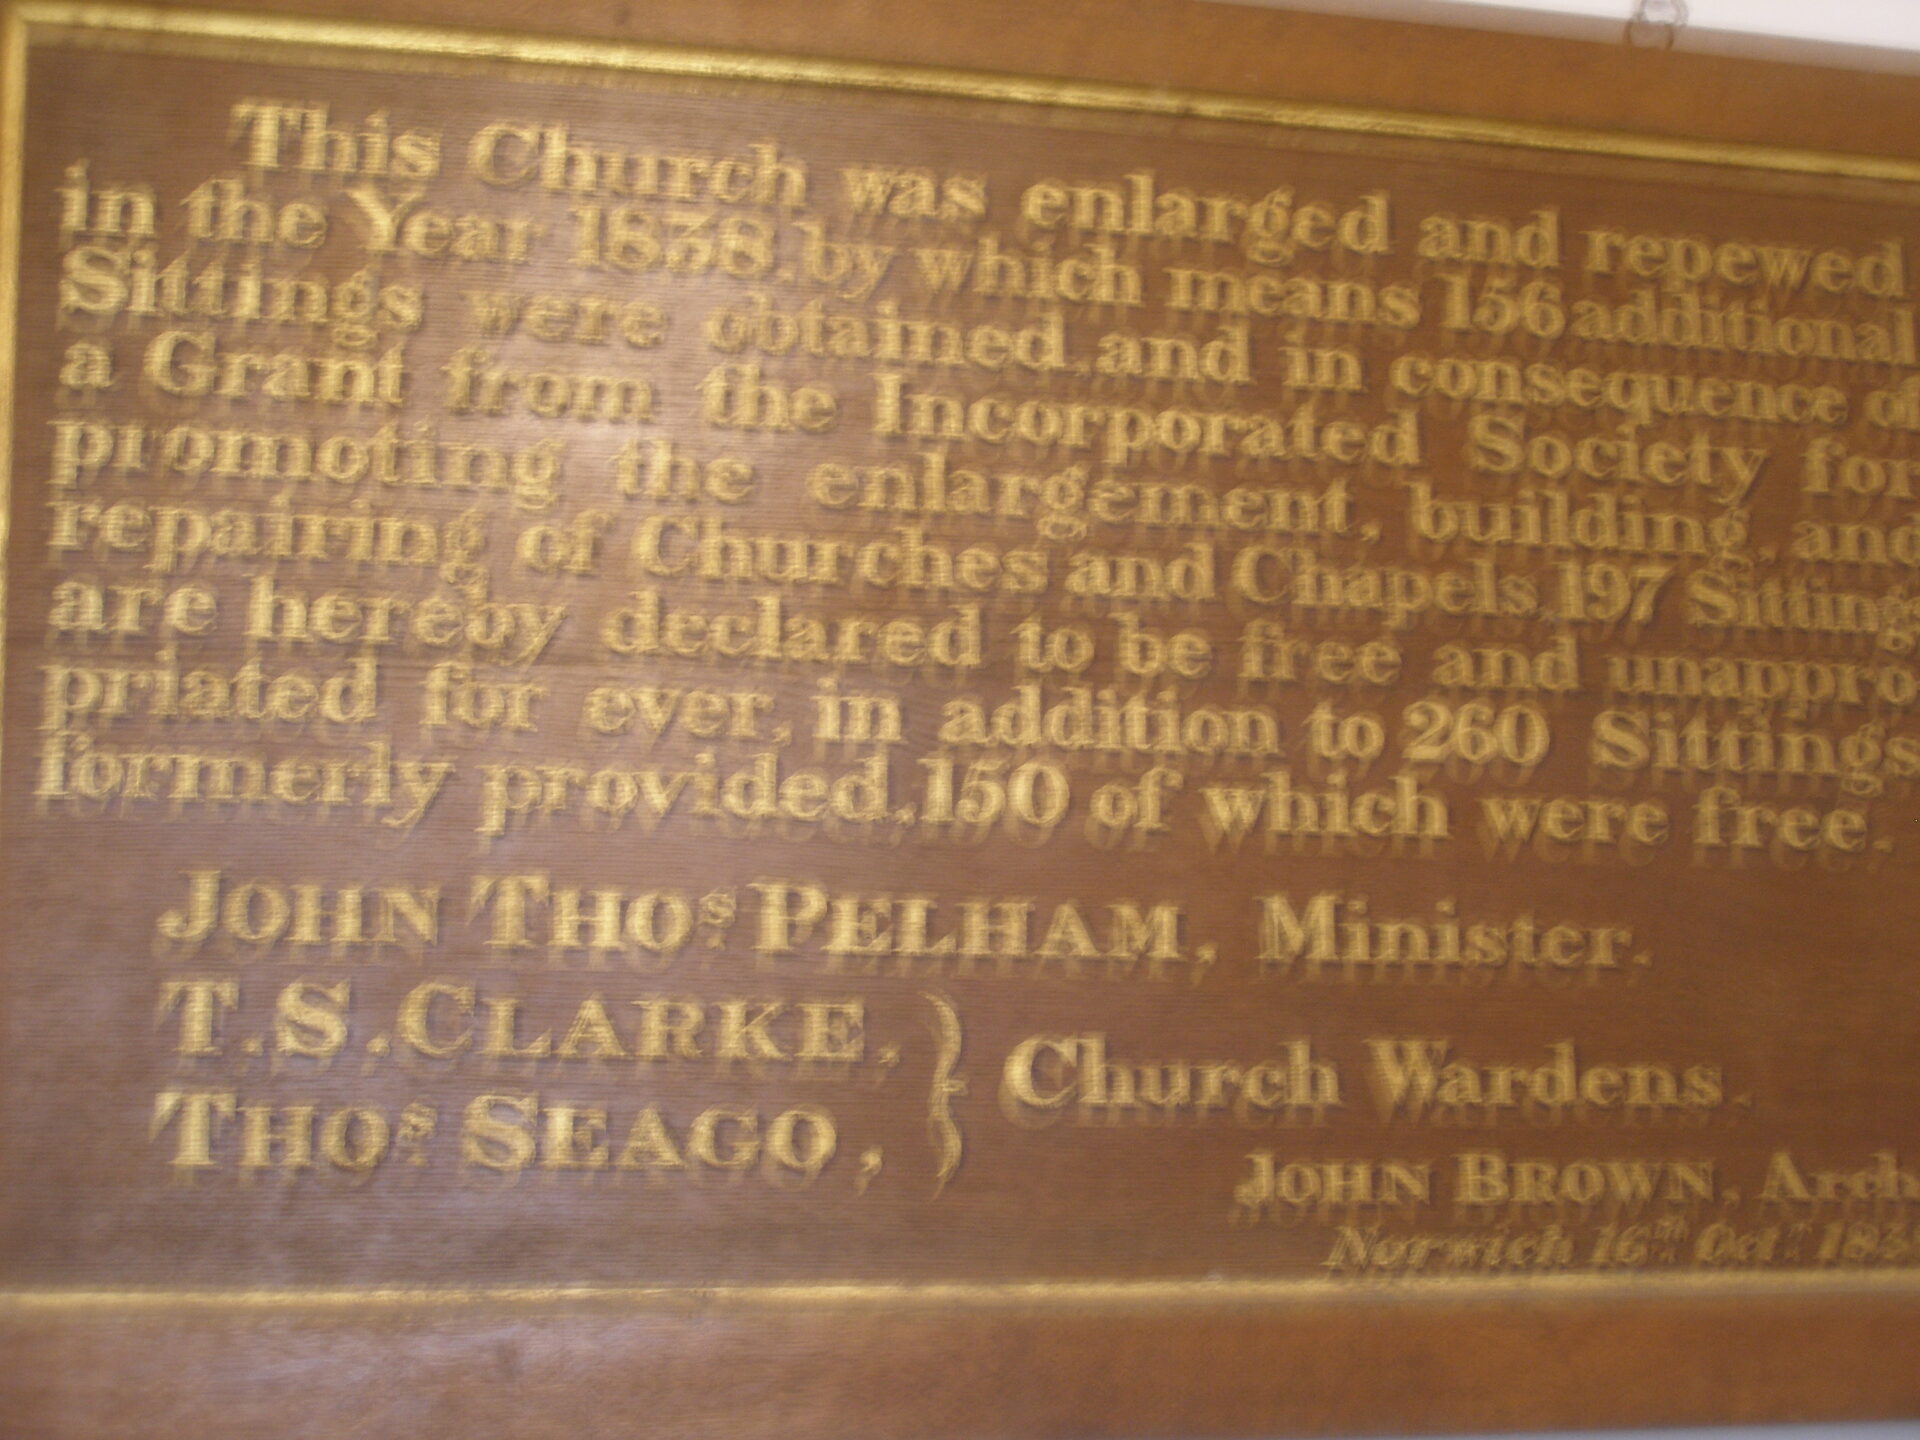 This Church was enlarged and repewed
in the Year 1838, by which means 156 additional
Sittings were obtained, and in consequence of
a Grant from the Incorporated Society for
promoting the enlargement, building, and
repairing of Churches and Chapels, 197 Sittings
are hereby declared to be free and unappro
priated for ever, in addition to 260 Sittings
formerly provided, 150 of which were free.
JOHN THOS PELHAM, Minister.
T. S. CLARKE,
THOS SEAGO,
} Church Wardens.
JOHN BROWN, Arch
Norwich 16th Octr 183